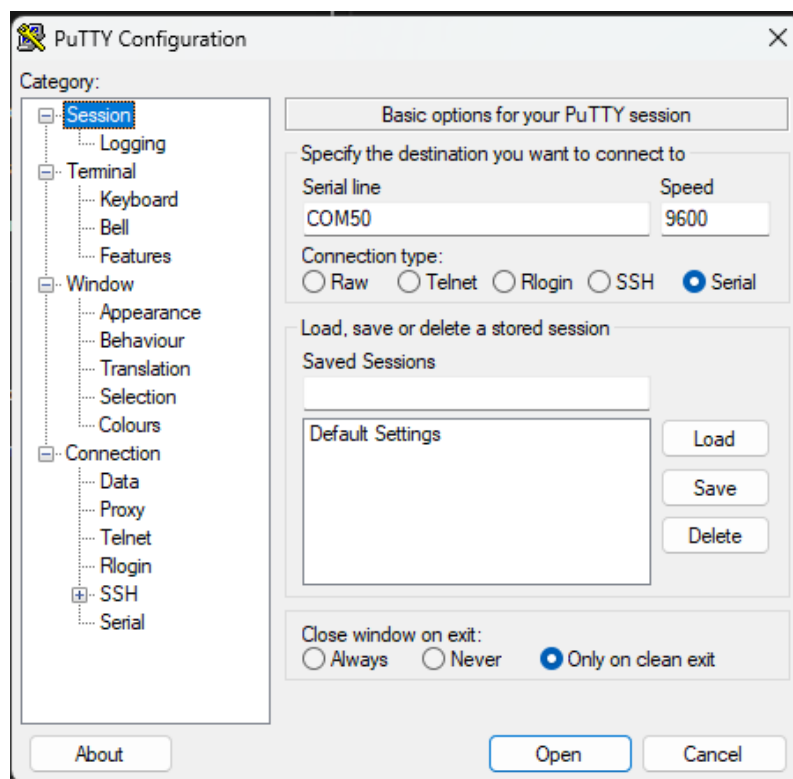 PuTTY Configuration
Category:
Session
Logging
Terminal
Keyboard
Bell
Features
Window
Appearance
Behaviour
Translation
Selection
Colours
Connection
Data
Proxy
Telnet
Rlogin
SSH
Serial
Basic options for your PuTTY session
Specify the destination you want to connect to
Serial line Speed
COM50 9600
Connection type:
Raw Telnet Rlogin SSH Serial
Load, save or delete a stored session
Saved Sessions
Default Settings
Load
Save
Delete
Close window on exit:
Always Never Only on clean exit
About Open Cancel